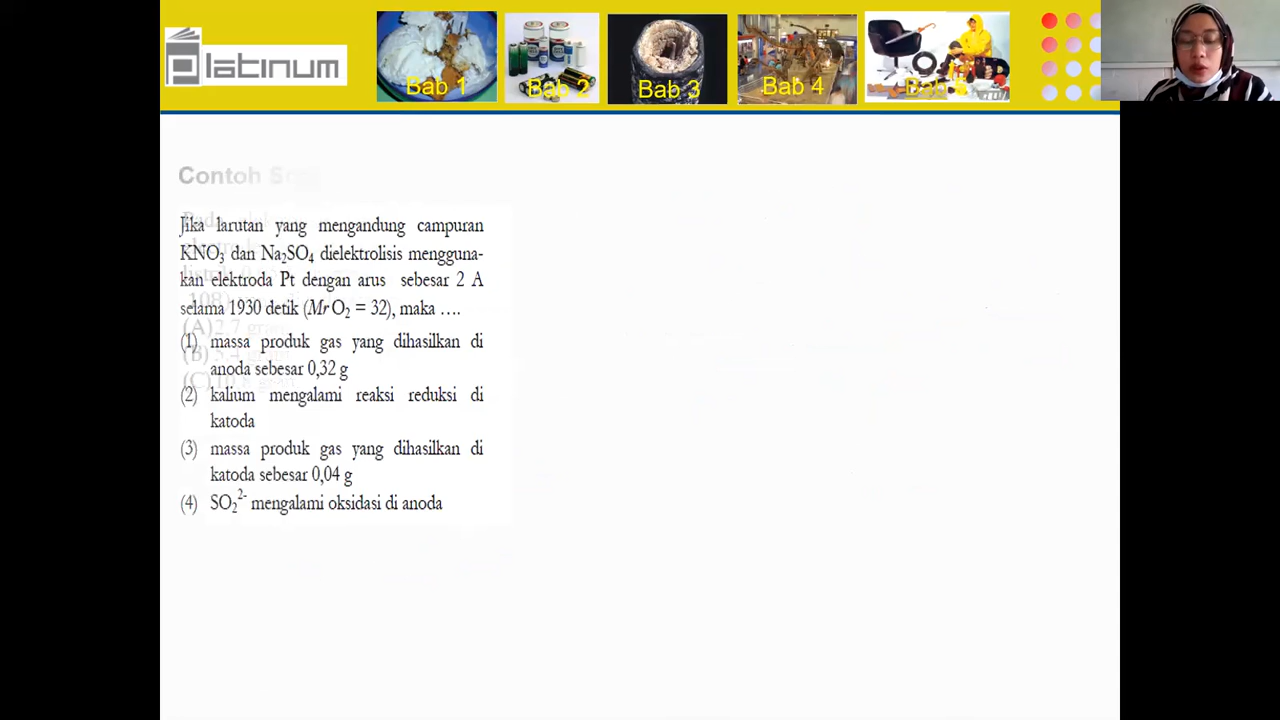 Platinum
Bab 1
Bab 2
Bab 3
Bab 4
Bab
Contoh
Jika larutan yang mengandung campuran
KNO₃ dan Na₂SO₄ dielektrolisis mengguna-
kan elektroda Pt dengan arus sebesar 2 A
selama 1930 detik (Mr O₂ = 32), maka ….
(1) massa produk gas yang dihasilkan di
anoda sebesar 0,32 g
(2) kalium mengalami reaksi reduksi di
katoda
(3) massa produk gas yang dihasilkan di
katoda sebesar 0,04 g
(4) SO₂²⁻ mengalami oksidasi di anoda